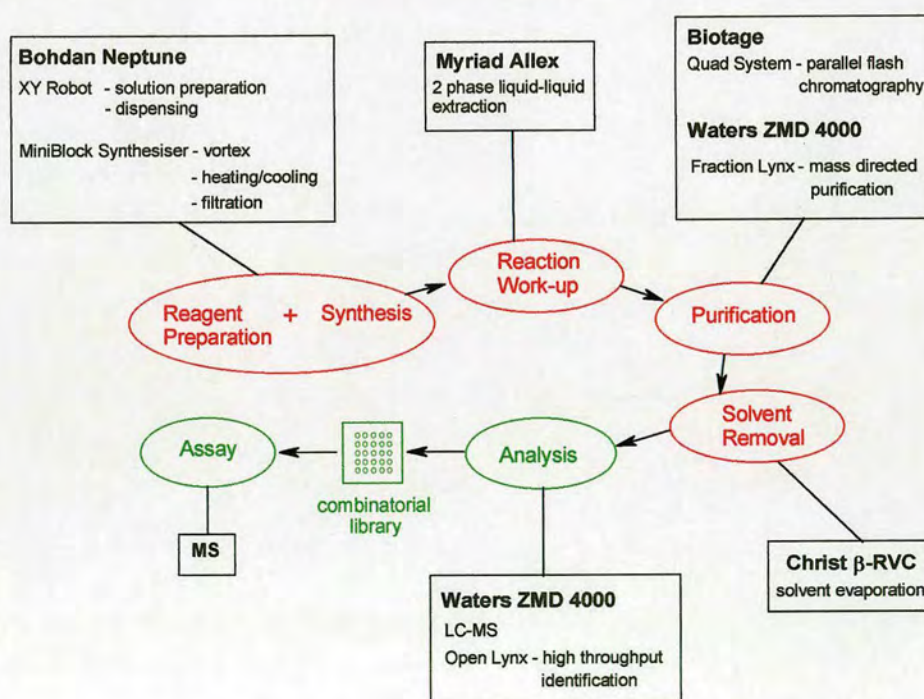 Bohdan Neptune
XY Robot - solution preparation
- dispensing
MiniBlock Synthesiser - vortex
- heating/cooling
- filtration
Myriad Allex
2 phase liquid-liquid
extraction
Biotage
Quad System - parallel flash
chromatography
Waters ZMD 4000
Fraction Lynx - mass directed
purification
Reagent + Synthesis
Preparation
Reaction
Work-up
Purification
Solvent
Removal
Analysis
combinatorial
library
Assay
MS
Waters ZMD 4000
LC-MS
Open Lynx - high throughput
identification
Christ β-RVC
solvent evaporation